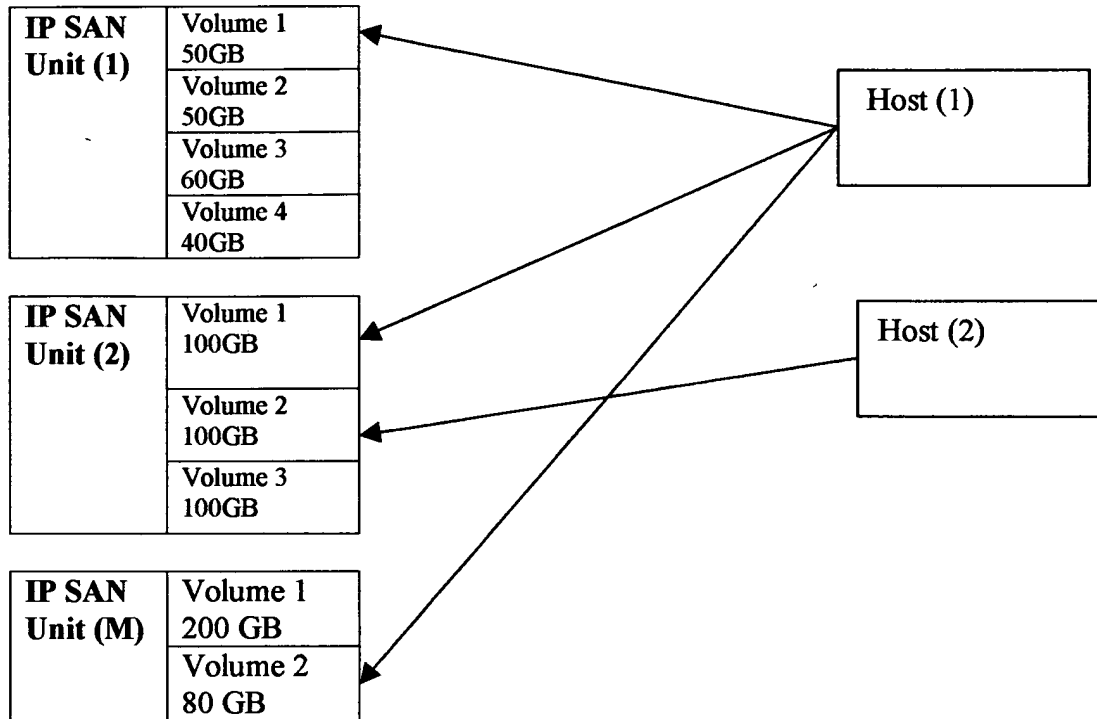 IP SAN
Unit (1)
Volume 1
50GB
Volume 2
50GB
Volume 3
60GB
Volume 4
40GB
Host (1)
IP SAN
Unit (2)
Volume 1
100GB
Volume 2
100GB
Volume 3
100GB
Host (2)
IP SAN
Unit (M)
Volume 1
200 GB
Volume 2
80 GB